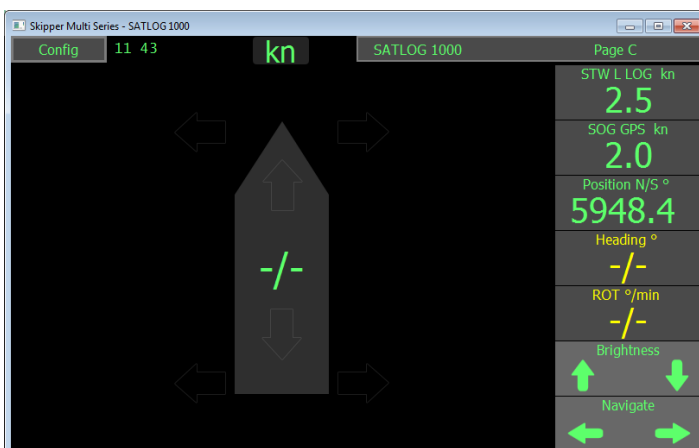 Skipper Multi Series - SATLOG 1000
Config 11 43 kn SATLOG 1000 Page C
STW L LOG kn
2.5
SOG GPS kn
2.0
Position N/S °
5948.4
Heading °
-/-
-/-
ROT °/min
-/-
Brightness
Navigate